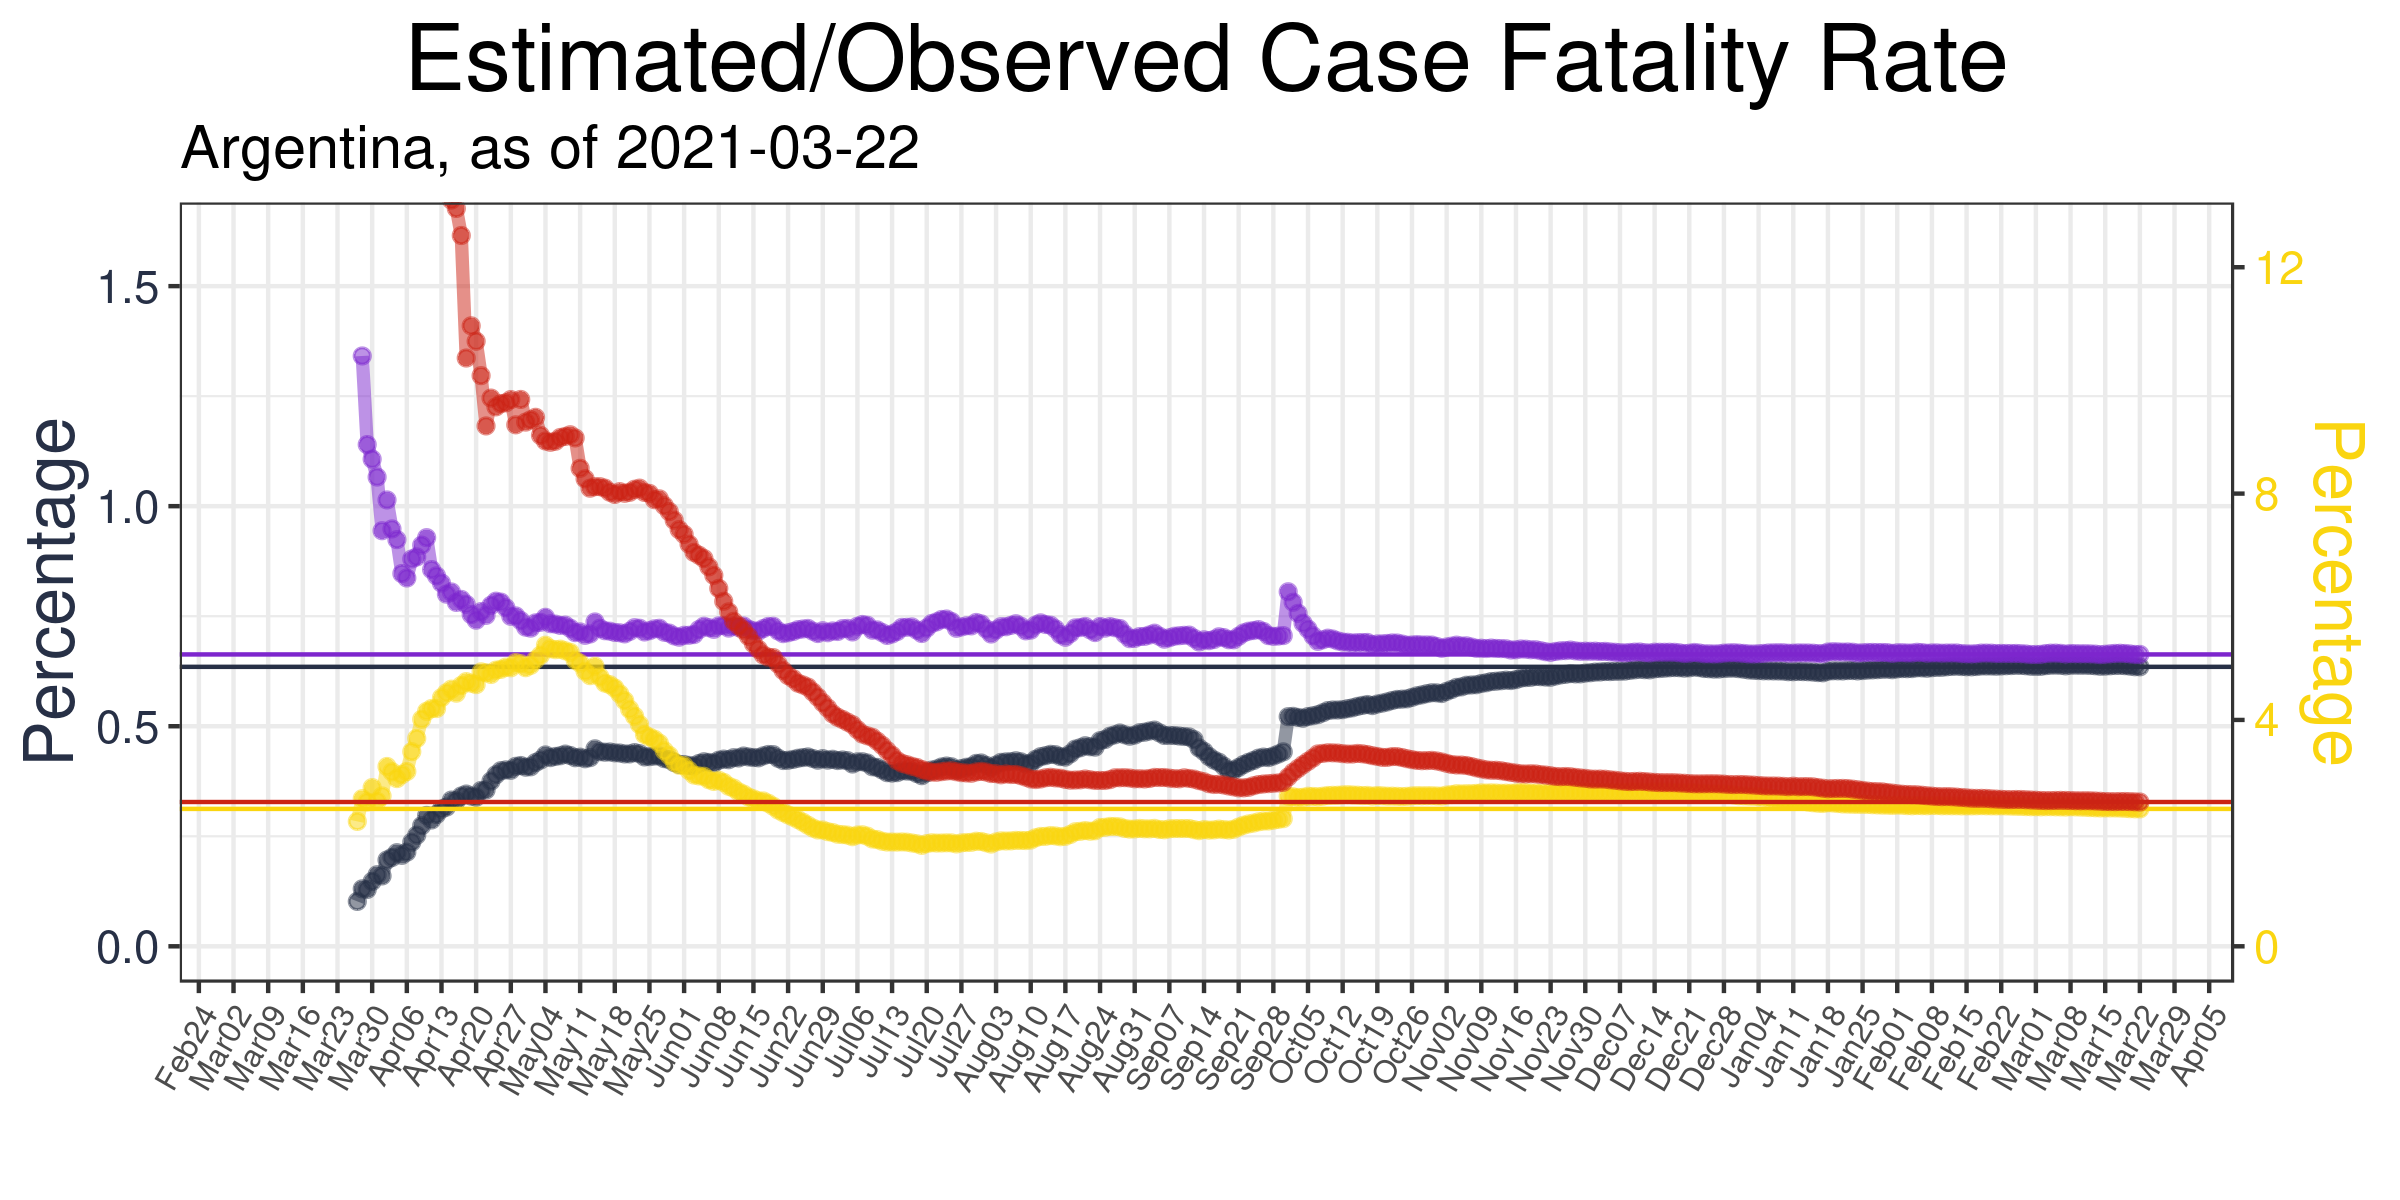 Estimated/Observed Case Fatality Rate
Argentina, as of 2021-03-22
Percentage
1.5
1.0
0.5
0.0
12
8
4
0
Percentage
Feb24
Mar02
Mar09
Mar16
Mar23
Mar30
Apr06
Apr13
Apr20
Apr27
May04
May11
May18
May25
Jun01
Jun08
Jun15
Jun22
Jun29
Jul06
Jul13
Jul20
Jul27
Aug03
Aug10
Aug17
Aug24
Aug31
Sep07
Sep14
Sep21
Sep28
Oct05
Oct12
Oct19
Oct26
Nov02
Nov09
Nov16
Nov23
Nov30
Dec07
Dec14
Dec21
Dec28
Jan04
Jan11
Jan18
Jan25
Feb01
Feb08
Feb15
Feb22
Mar01
Mar08
Mar15
Mar22
Mar29
Apr05